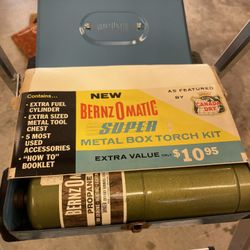 NEW
BERNZOMATIC
SUPER
METAL BOX TORCH KIT
EXTRA VALUE ONLY $10.95
Contains...
• EXTRA FUEL
CYLINDER
• EXTRA SIZED
METAL TOOL
CHEST
• 5 MOST
USED
ACCESSORIES
• "HOW TO"
BOOKLET
AS FEATURED
BY
CANADA
DRY
BERNZOMATIC
PROPANE